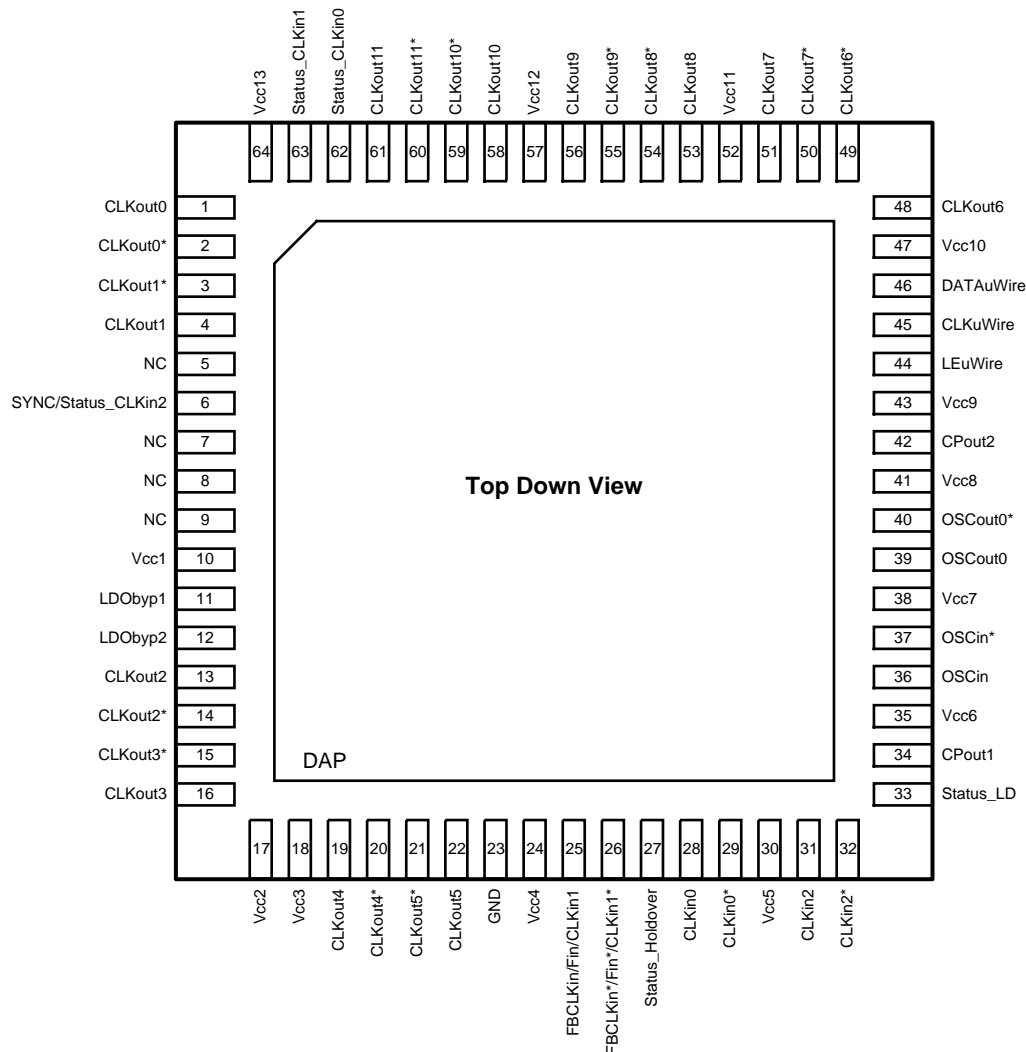 Vcc13
Status_CLKin1
Status_CLKin0
CLKout11
CLKout11*
CLKout10*
CLKout10
Vcc12
CLKout9
CLKout9*
CLKout8*
CLKout8
Vcc11
CLKout7
CLKout7*
CLKout6*
64 63 62 61 60 59 58 57 56 55 54 53 52 51 50 49
CLKout0 1
CLKout0* 2
CLKout1* 3
CLKout1 4
NC 5
SYNC/Status_CLKin2 6
NC 7
NC 8
NC 9
Vcc1 10
LDObyp1 11
LDObyp2 12
CLKout2 13
CLKout2* 14
CLKout3* 15
CLKout3 16
Top Down View
DAP
48 CLKout6
47 Vcc10
46 DATAuWire
45 CLKuWire
44 LEuWire
43 Vcc9
42 CPout2
41 Vcc8
40 OSCout0*
39 OSCout0
38 Vcc7
37 OSCin*
36 OSCin
35 Vcc6
34 CPout1
33 Status_LD
17 18 19 20 21 22 23 24 25 26 27 28 29 30 31 32
Vcc2
Vcc3
CLKout4
CLKout4*
CLKout5*
CLKout5
GND
Vcc4
FBCLKin/Fin/CLKin1
FBCLKin*/Fin*/CLKin1*
Status_Holdover
CLKin0
CLKin0*
Vcc5
CLKin2
CLKin2*